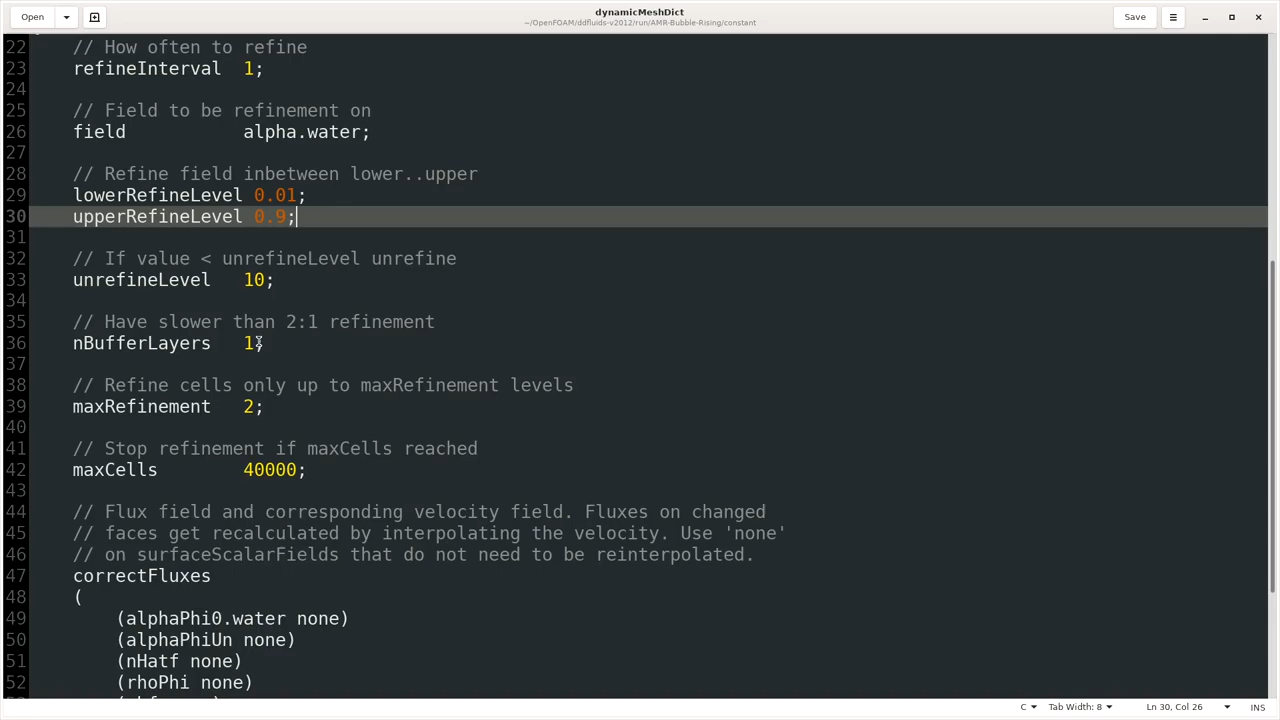 Open
dynamicMeshDict
~/OpenFOAM/ddfluids-v2012/run/AMR-Bubble-Rising/constant
Save
22 // How often to refine
23 refineInterval 1;
24
25 // Field to be refinement on
26 field alpha.water;
27
28 // Refine field inbetween lower..upper
29 lowerRefineLevel 0.01;
30 upperRefineLevel 0.9;
31
32 // If value < unrefineLevel unrefine
33 unrefineLevel 10;
34
35 // Have slower than 2:1 refinement
36 nBufferLayers 1;
37
38 // Refine cells only up to maxRefinement levels
39 maxRefinement 2;
40
41 // Stop refinement if maxCells reached
42 maxCells 40000;
43
44 // Flux field and corresponding velocity field. Fluxes on changed
45 // faces get recalculated by interpolating the velocity. Use 'none'
46 // on surfaceScalarFields that do not need to be reinterpolated.
47 correctFluxes
48 (
49 (alphaPhi0.water none)
50 (alphaPhiUn none)
51 (nHatf none)
52 (rhoPhi none)
C Tab Width: 8 Ln 30, Col 26 INS